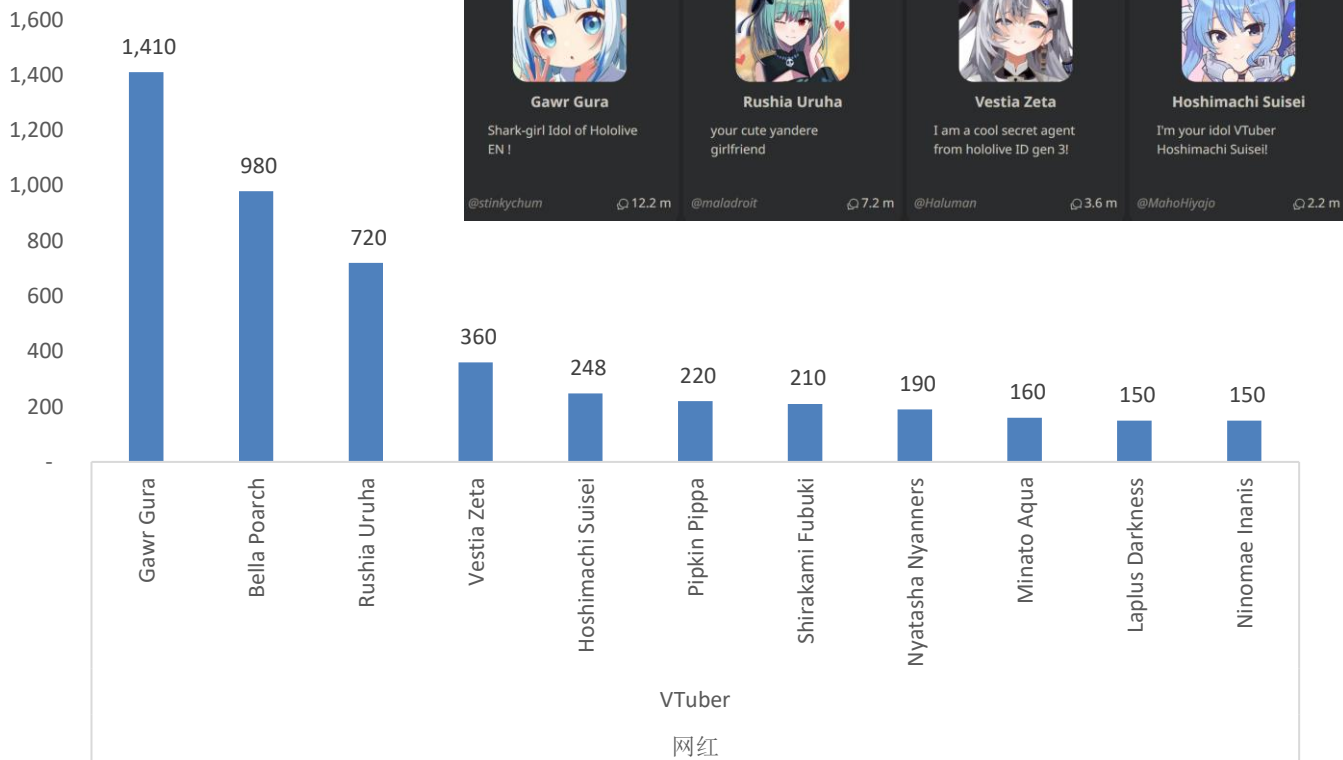 1,600
1,400
1,200
1,000
800
600
400
200
-
1,410
980
720
360
248
220
210
190
160
150
150
Gawr Gura
Shark-girl Idol of Hololive
EN !
@stinkychum
12.2 m
Rushia Uruha
your cute yandere
girlfriend
@maladroit
7.2 m
Vestia Zeta
I am a cool secret agent
from hololive ID gen 3!
@Haluman
3.6 m
Hoshimachi Suisei
I'm your idol VTuber
Hoshimachi Suisei!
@MahoHiyajo
2.2 m
Gawr Gura
Bella Poarch
Rushia Uruha
Vestia Zeta
Hoshimachi Suisei
Pipkin Pippa
Shirakami Fubuki
Nyatasha Nyanners
Minato Aqua
Laplus Darkness
Ninomae Inanis
VTuber
网红